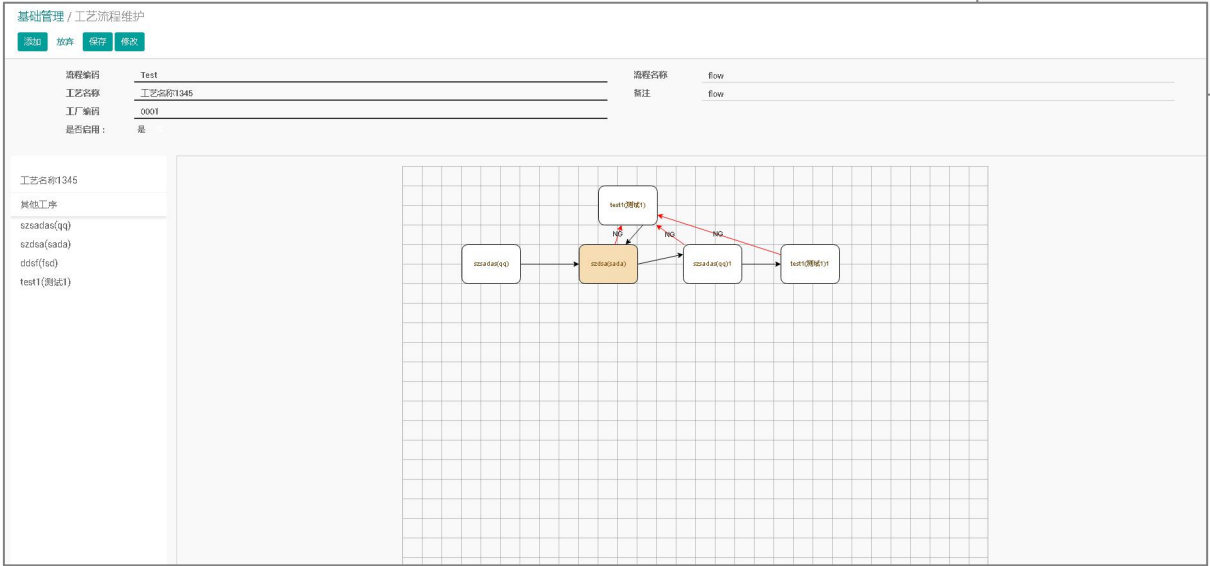 基础管理 / 工艺流程维护
添加 放弃 保存 修改
流程编码 Test 流程名称 flow
工艺名称 工艺名称1345 备注 flow
工厂编码 0001
是否启用： 是
工艺名称1345
其他工序
szsadas(qq)
szdsa(sada)
ddsf(fsd)
test1(测试1)
test1(测试1)
NG NG NG
szsadas(qq) szdsa(sada) szsadas(qq)1 test1(测试1)1